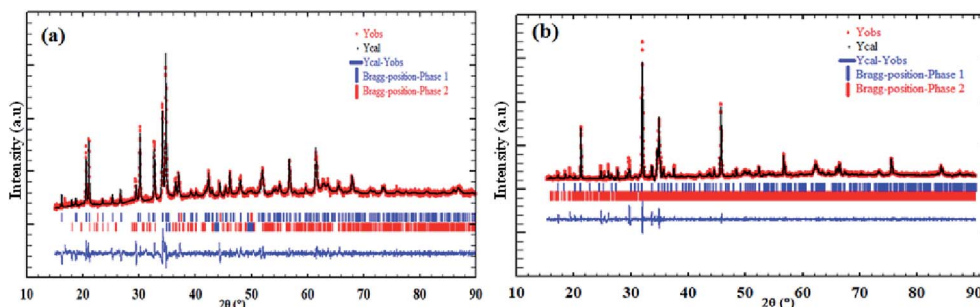 (a)
Yobs
Ycal
Ycal-Yobs
Bragg-position-Phase 1
Bragg-position-Phase 2
Intensity (a.u)
10 20 30 40 50 60 70 80 90
2θ (°)
(b)
Yobs
Ycal
Ycal-Yobs
Bragg-position-Phase 1
Bragg-position-Phase 2
Intensity (a.u)
10 20 30 40 50 60 70 80 90
2θ (°)